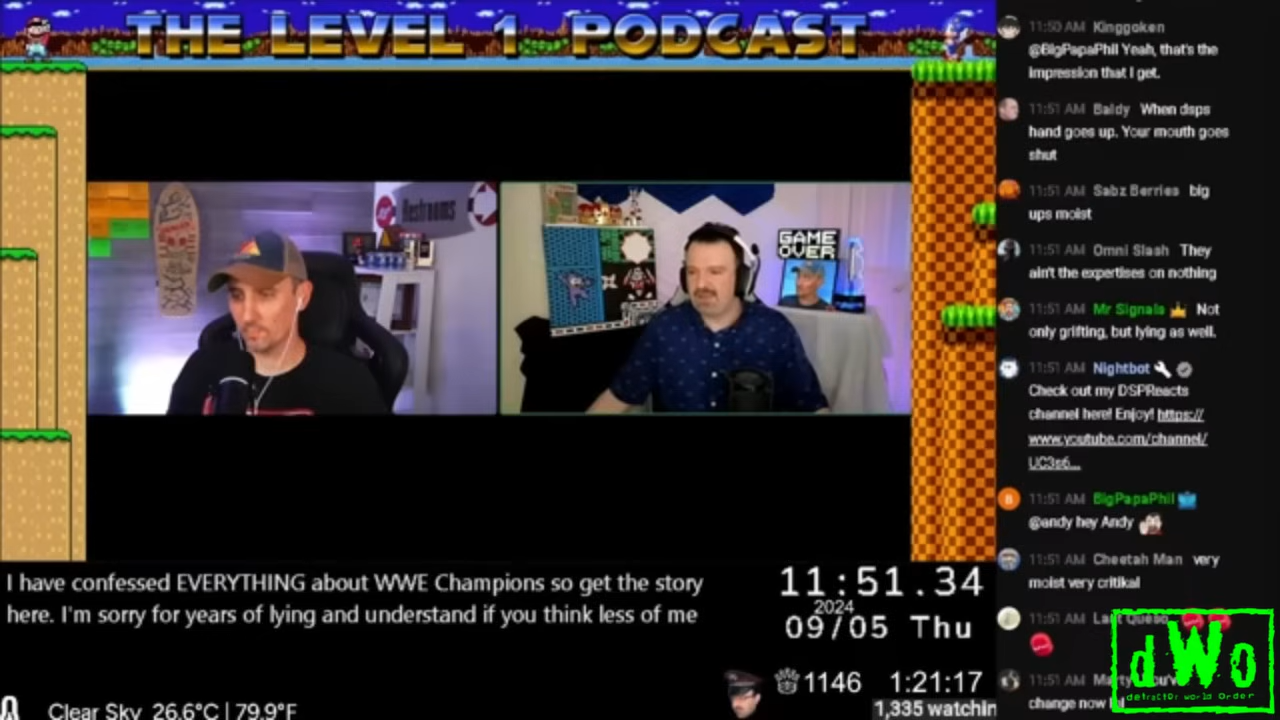 THE LEVEL 1 PODCAST
Restrooms
GAME
OVER
I have confessed EVERYTHING about WWE Champions so get the story
here. I'm sorry for years of lying and understand if you think less of me
11:51.34
2024
09/05 Thu
1146
1:21:17
1,335 watchin
Clear Sky 26.6°C | 79.9°F
11:50 AM Kinggoken
@BigPapaPhil Yeah, that's the
impression that I get.
11:51 AM Baldy When dsps
hand goes up. Your mouth goes
shut
11:51 AM Sabz Berries big
ups moist
11:51 AM Omni Slash They
ain't the expertises on nothing
11:51 AM Mr Signals Not
only grifting, but lying as well.
11:51 AM Nightbot
Check out my DSPReacts
channel here! Enjoy! https://
www.youtube.com/channel/
UC3s6...
11:51 AM BigPapaPhil
@andy hey Andy
11:51 AM Cheetah Man very
moist very critikal
11:51 AM Last Queso
11:51 AM
change now
dWo
detractor world Order